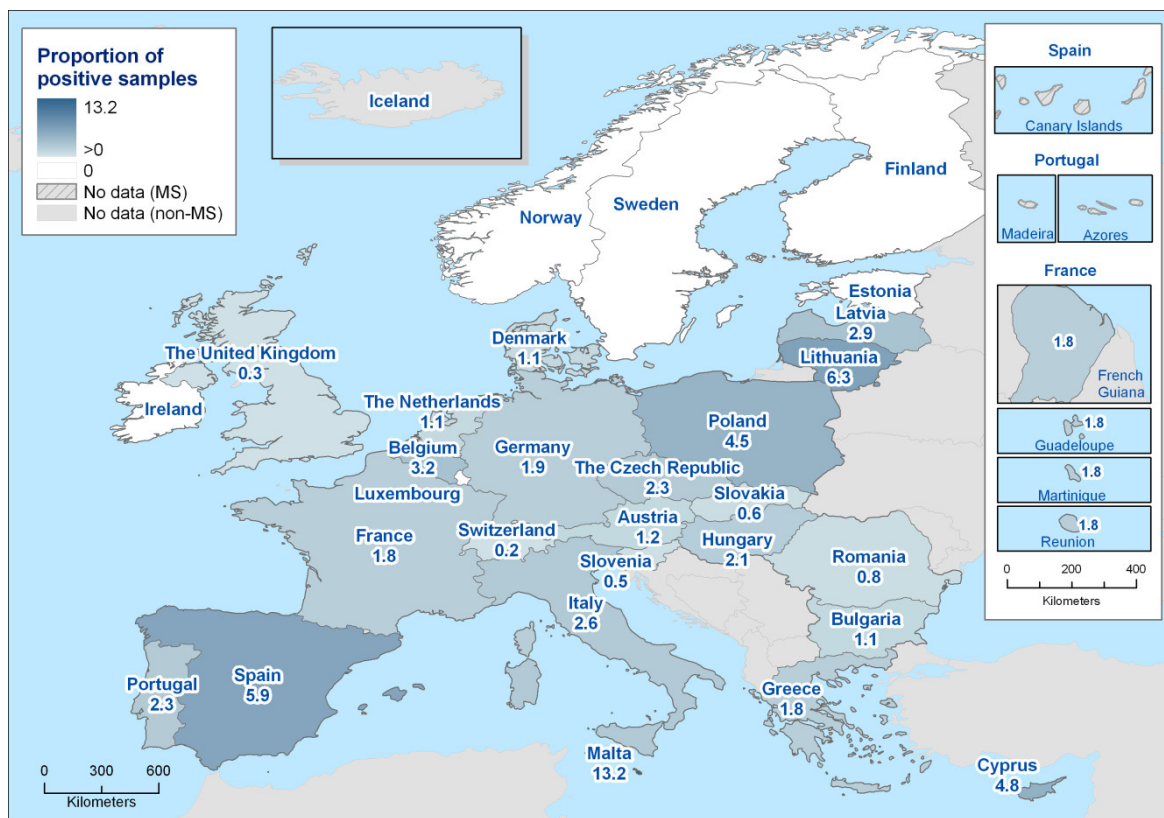 Proportion of
positive samples
13.2
>0
0
No data (MS)
No data (non-MS)
Iceland
Norway
Sweden
Finland
Estonia
Latvia
2.9
Lithuania
6.3
Denmark
1.1
The United Kingdom
0.3
Ireland
The Netherlands
1.1
Belgium
3.2
Luxembourg
Germany
1.9
Poland
4.5
The Czech Republic
2.3
Slovakia
0.6
France
1.8
Switzerland
0.2
Austria
1.2
Hungary
2.1
Slovenia
0.5
Romania
0.8
Italy
2.6
Bulgaria
1.1
Portugal
2.3
Spain
5.9
Greece
1.8
Malta
13.2
Cyprus
4.8
0 300 600
Kilometers
Spain
Canary Islands
Portugal
Madeira
Azores
France
1.8
French
Guiana
1.8
Guadeloupe
1.8
Martinique
1.8
Reunion
0 200 400
Kilometers